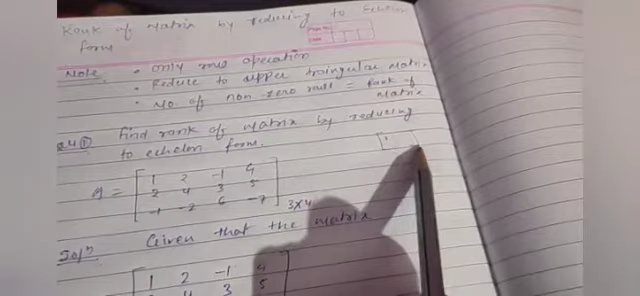 Rank of Matrix by reducing to Echelon
form
Note • Only row operation
• Reduce to upper triangular matrix
• No. of non zero rows = Rank of
matrix
Q.4 ① Find rank of matrix by reducing
to echelon form.
A = [ 1 2 -1 4
2 4 3 5
-1 -2 6 -7 ] 3x4
Solⁿ. Given that the matrix
[ 1 2 -1 4
4 3 5